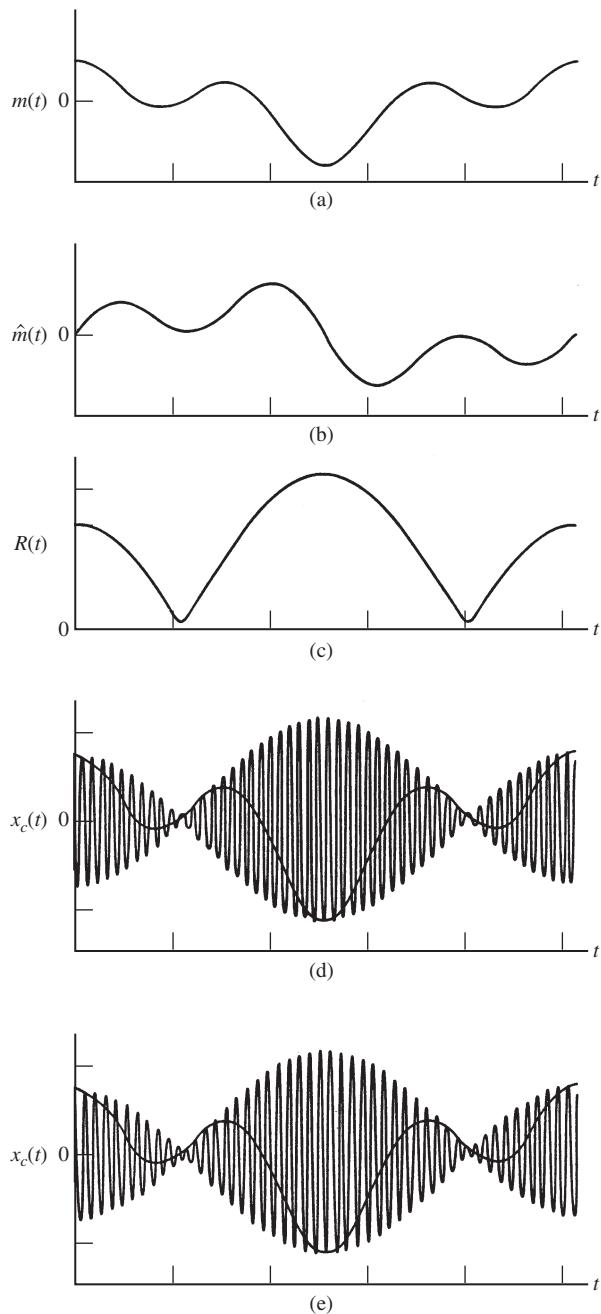 m(t) 0
t
(a)
m̂(t) 0
t
(b)
R(t)
0
t
(c)
x_c(t) 0
t
(d)
x_c(t) 0
t
(e)